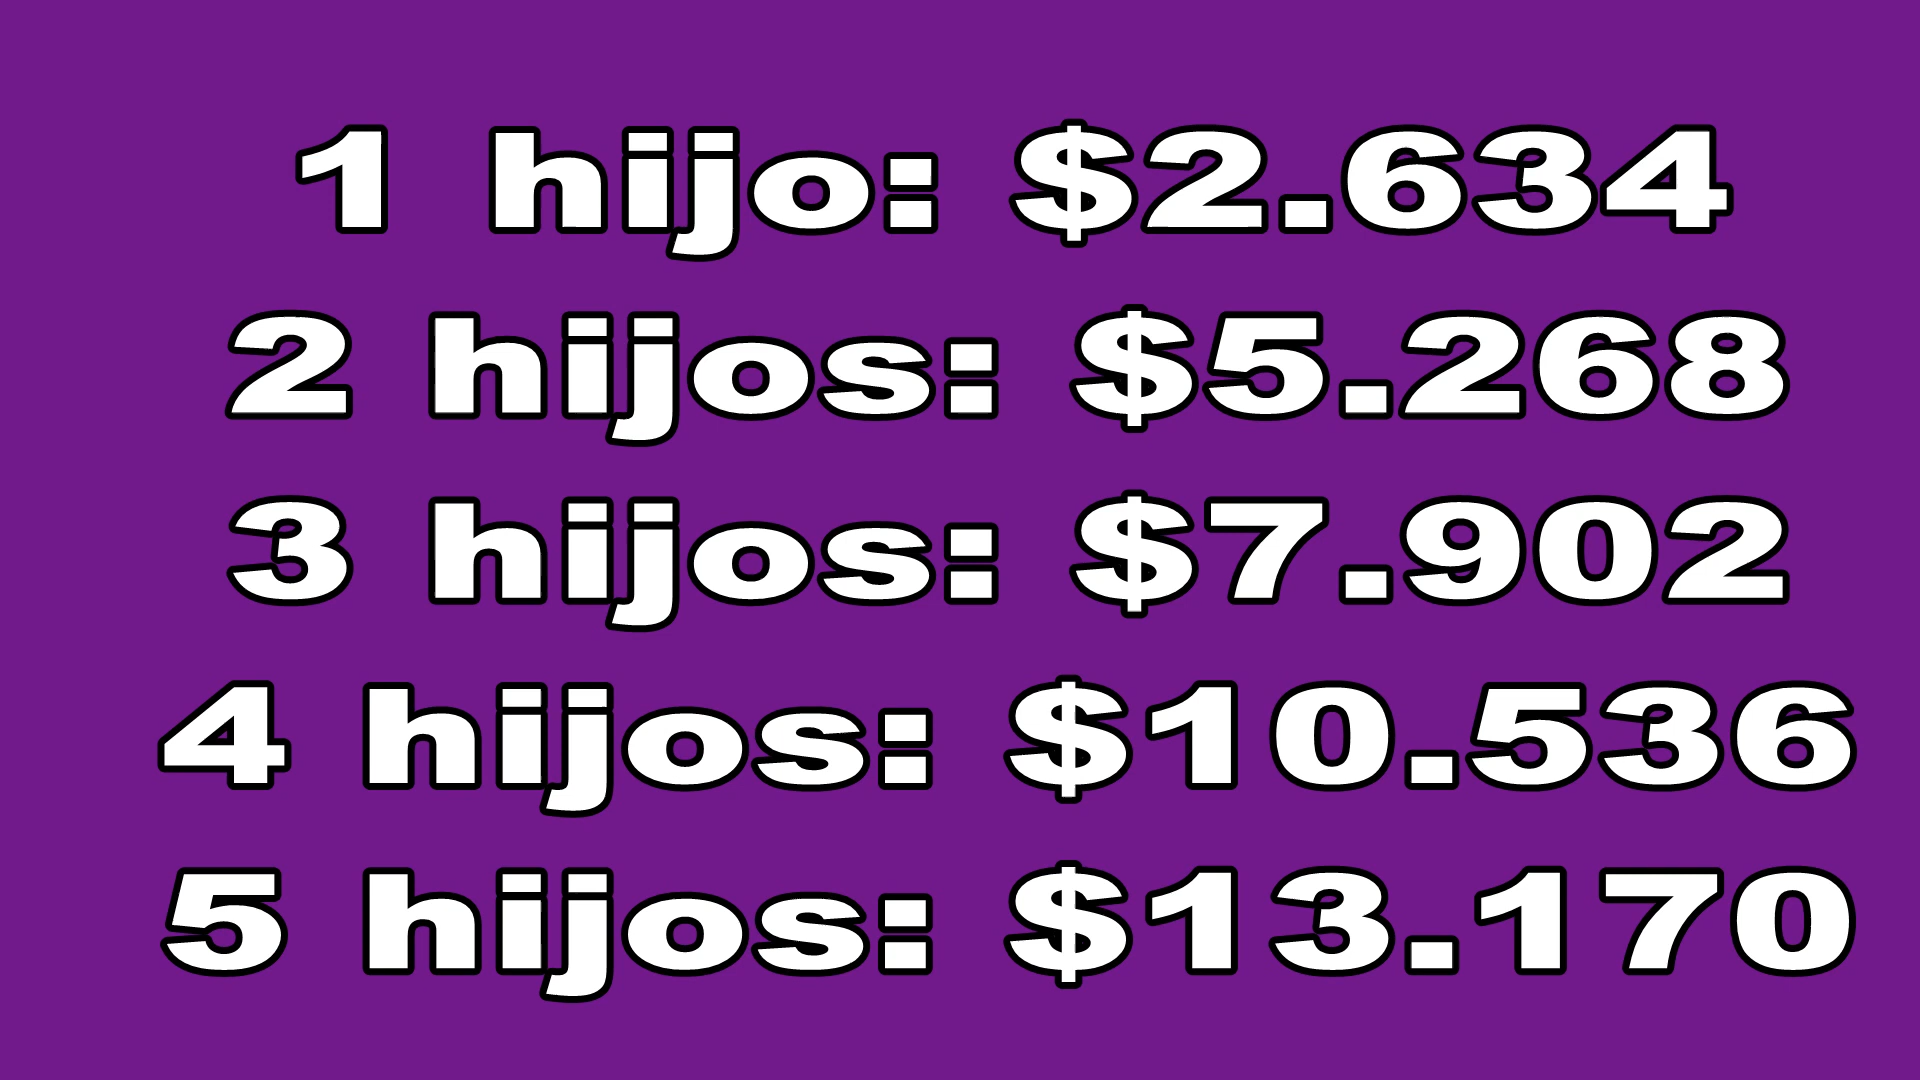 1 hijo: $2.634
2 hijos: $5.268
3 hijos: $7.902
4 hijos: $10.536
5 hijos: $13.170